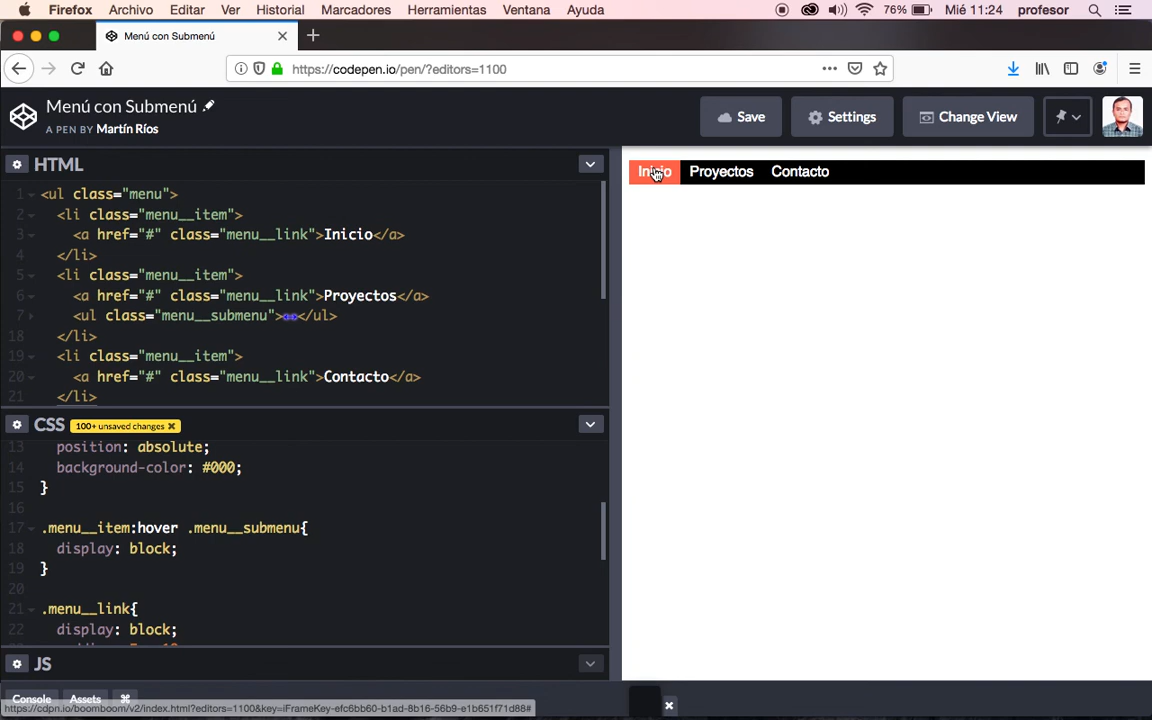 Firefox Archivo Editar Ver Historial Marcadores Herramientas Ventana Ayuda 76% Mié 11:24 profesor
Menú con Submenú
https://codepen.io/pen/?editors=1100
Menú con Submenú
A PEN BY Martín Ríos
Save Settings Change View
HTML
1 <ul class="menu">
2 <li class="menu__item">
3 <a href="#" class="menu__link">Inicio</a>
4 </li>
5 <li class="menu__item">
6 <a href="#" class="menu__link">Proyectos</a>
7 <ul class="menu__submenu"></ul>
18 </li>
19 <li class="menu__item">
20 <a href="#" class="menu__link">Contacto</a>
21 </li>
CSS 100+ unsaved changes
13 position: absolute;
14 background-color: #000;
15 }
16
17 .menu__item:hover .menu__submenu{
18 display: block;
19 }
20
21 .menu__link{
22 display: block;
JS
Console Assets
https://cdpn.io/boomboom/v2/index.html?editors=1100&key=iFrameKey-efc6bb60-b1ad-8b16-56b9-e1b651f71d88#
Inicio Proyectos Contacto